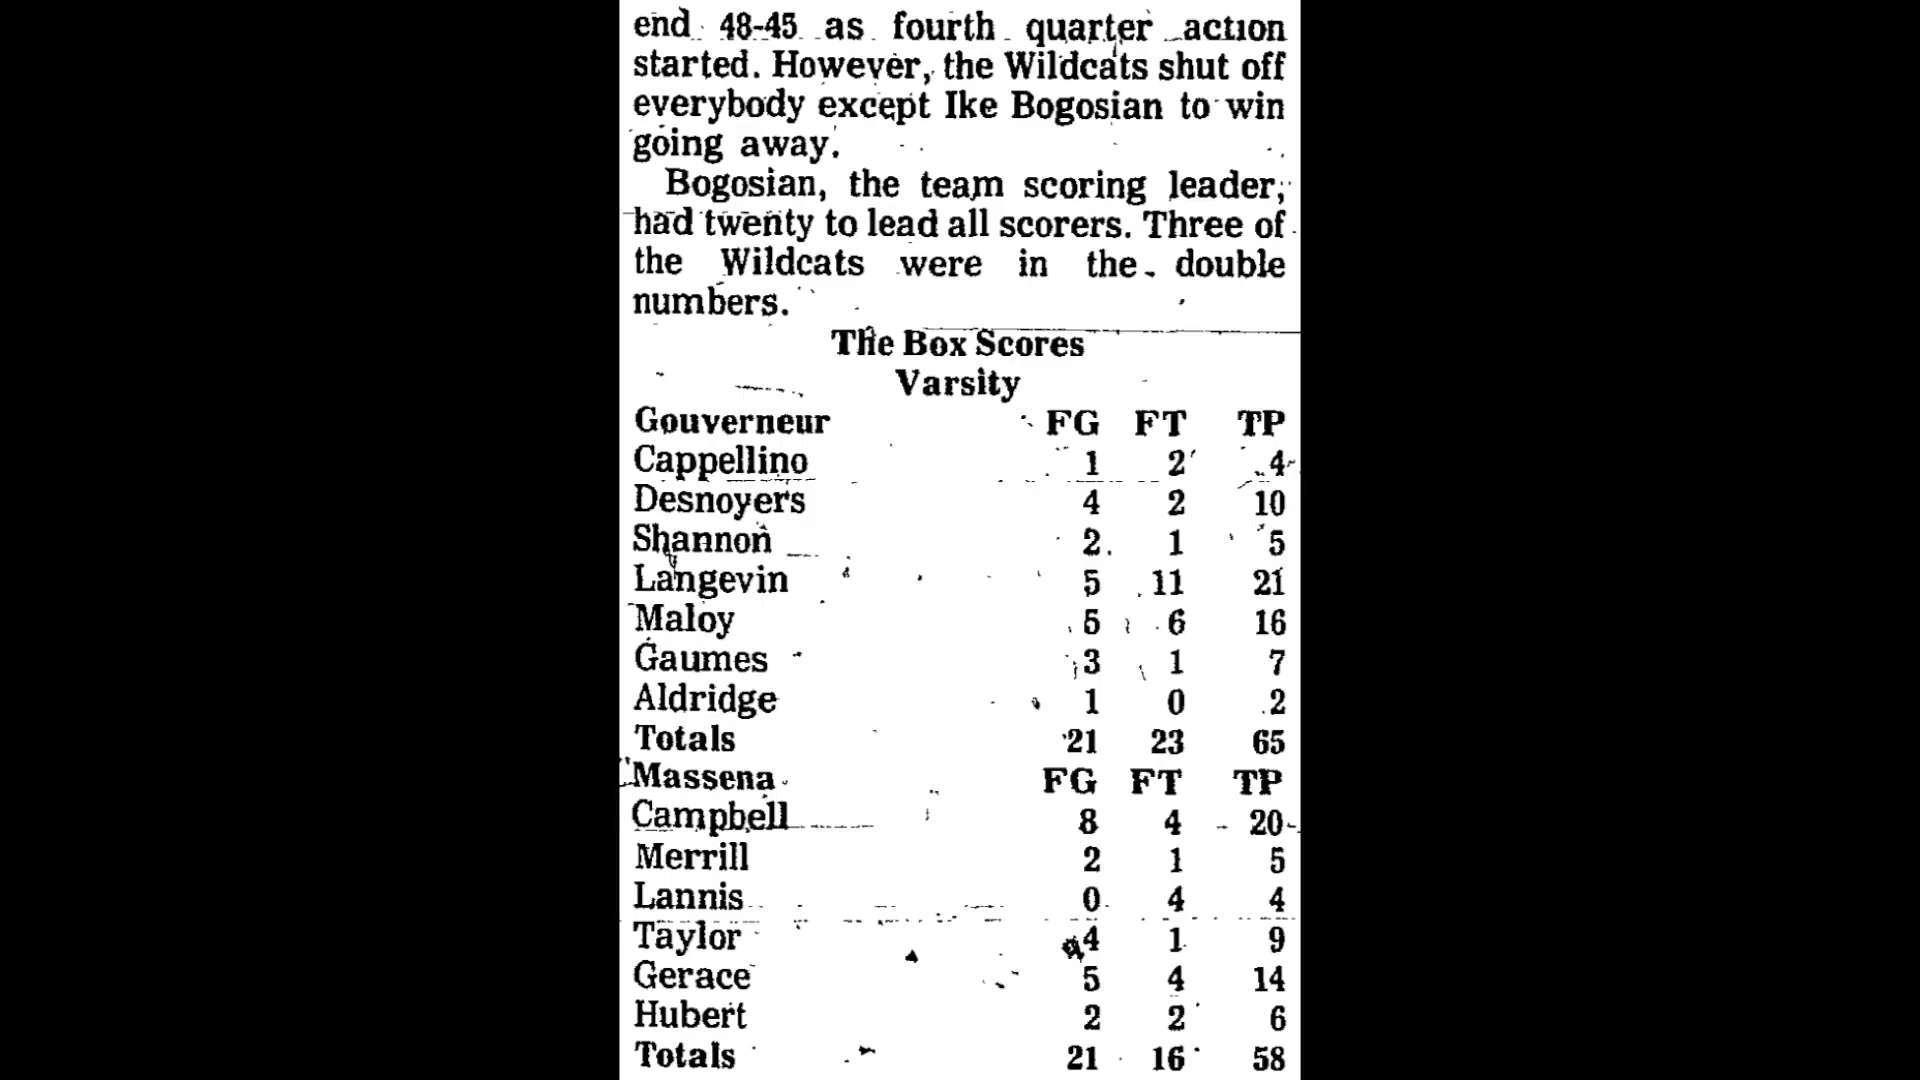 end 48-45 as fourth quarter action
started. However, the Wildcats shut off
everybody except Ike Bogosian to win
going away.
Bogosian, the team scoring leader,
had twenty to lead all scorers. Three of
the Wildcats were in the double
numbers.
The Box Scores
Varsity
Gouverneur FG FT TP
Cappellino 1 2 4
Desnoyers 4 2 10
Shannon 2 1 5
Langevin 5 11 21
Maloy 5 6 16
Gaumes 3 1 7
Aldridge 1 0 2
Totals 21 23 65
Massena FG FT TP
Campbell 8 4 20
Merrill 2 1 5
Lannis 0 4 4
Taylor 4 1 9
Gerace 5 4 14
Hubert 2 2 6
Totals 21 16 58